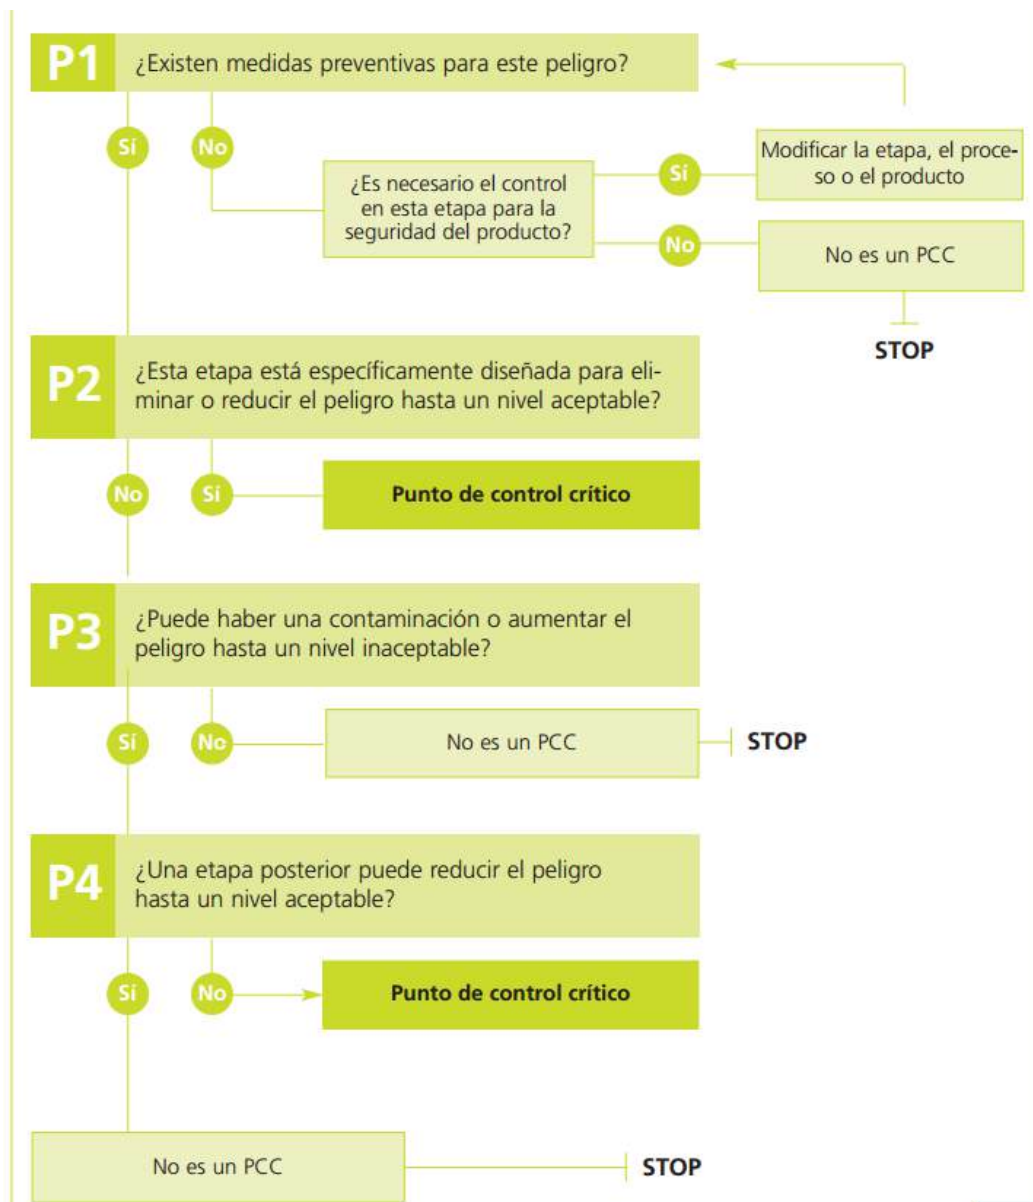 P1
¿Existen medidas preventivas para este peligro?
Sí
No
¿Es necesario el control
en esta etapa para la
seguridad del producto?
Sí
Modificar la etapa, el proce-
so o el producto
No
No es un PCC
STOP
P2
¿Esta etapa está específicamente diseñada para eli-
minar o reducir el peligro hasta un nivel aceptable?
No
Sí
Punto de control crítico
P3
¿Puede haber una contaminación o aumentar el
peligro hasta un nivel inaceptable?
Sí
No
No es un PCC
STOP
P4
¿Una etapa posterior puede reducir el peligro
hasta un nivel aceptable?
Sí
No
Punto de control crítico
No es un PCC
STOP